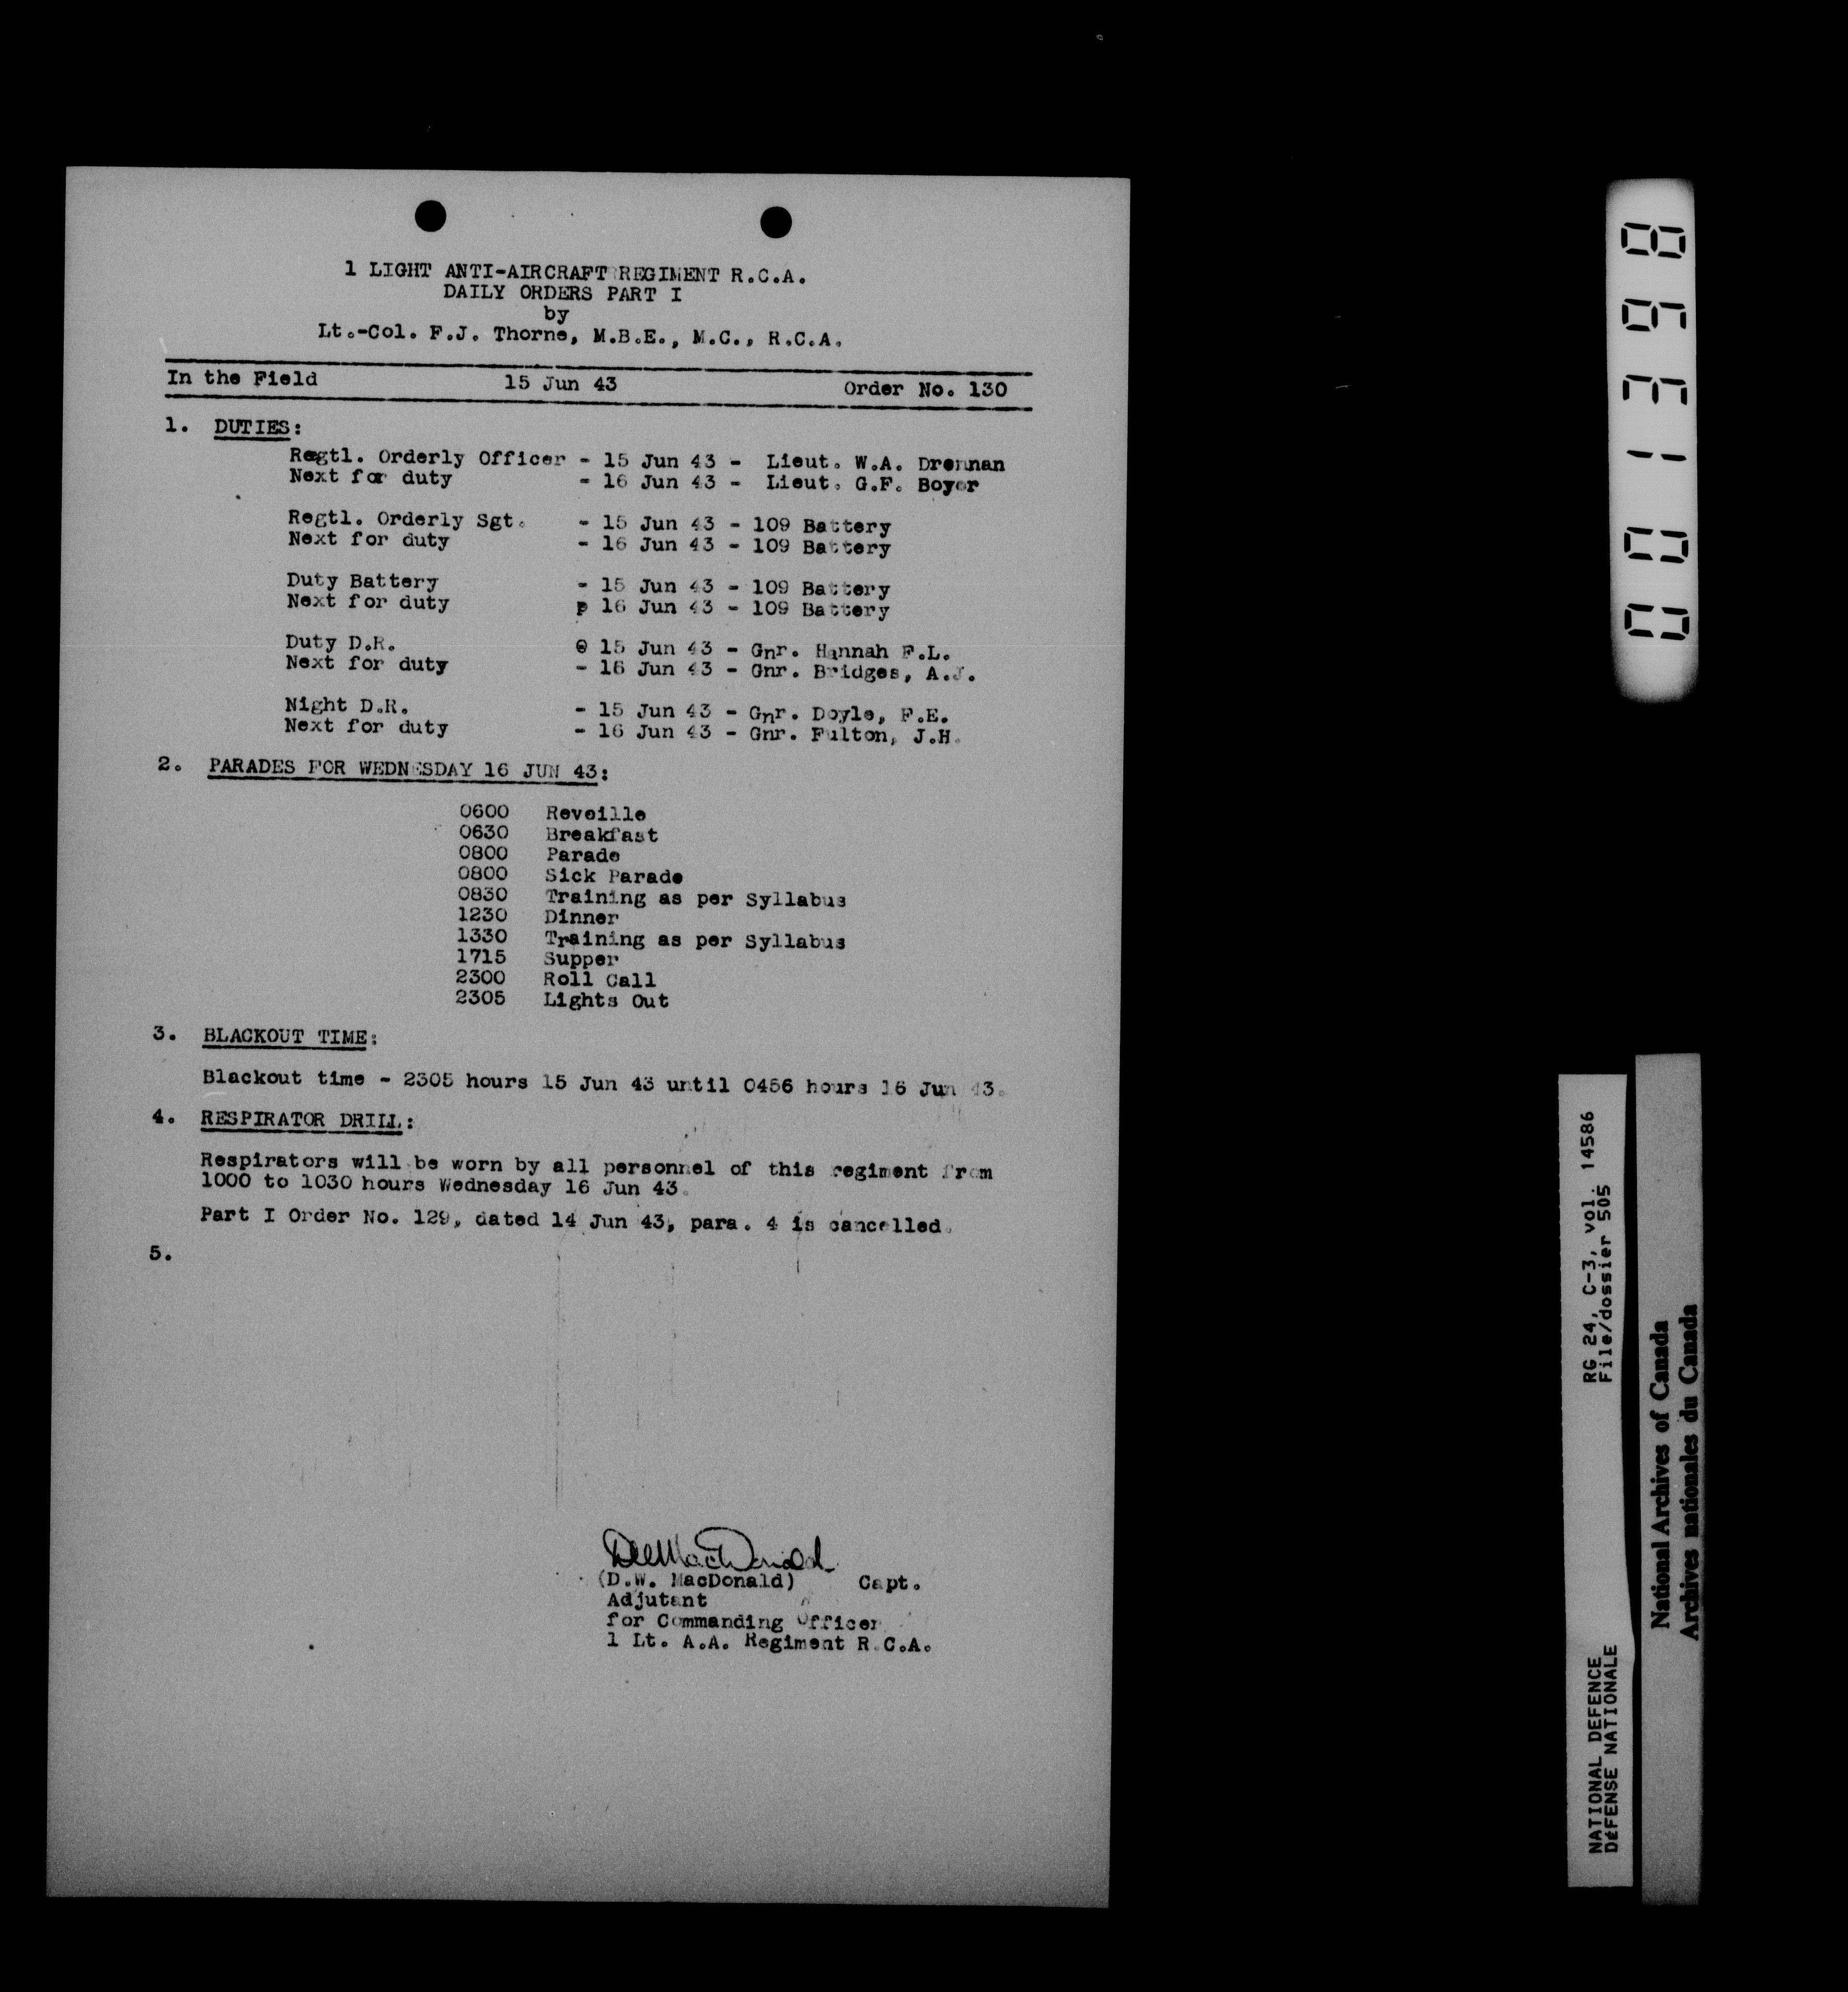 1 LIGHT ANTI-AIRCRAFT REGIMENT R.C.A.
DAILY ORDERS PART I
by
Lt.-Col. F.J. Thorne, M.B.E., M.C., R.C.A.
In the Field 15 Jun 43 Order No. 130
1. DUTIES:
Regtl. Orderly Officer - 15 Jun 43 - Lieut. W.A. Drennan
Next for duty - 16 Jun 43 - Lieut. G.F. Boyer
Regtl. Orderly Sgt. - 15 Jun 43 - 109 Battery
Next for duty - 16 Jun 43 - 109 Battery
Duty Battery - 15 Jun 43 - 109 Battery
Next for duty p 16 Jun 43 - 109 Battery
Duty D.R. @ 15 Jun 43 - Gnr. Hannah F.L.
Next for duty - 16 Jun 43 - Gnr. Bridges, A.J.
Night D.R. - 15 Jun 43 - Gnr. Doyle, F.E.
Next for duty - 16 Jun 43 - Gnr. Fulton, J.H.
2. PARADES FOR WEDNESDAY 16 JUN 43:
0600 Reveille
0630 Breakfast
0800 Parade
0800 Sick Parade
0830 Training as per Syllabus
1230 Dinner
1330 Training as per Syllabus
1715 Supper
2300 Roll Call
2305 Lights Out
3. BLACKOUT TIME:
Blackout time - 2305 hours 15 Jun 43 until 0456 hours 16 Jun 43.
4. RESPIRATOR DRILL:
Respirators will be worn by all personnel of this regiment from
1000 to 1030 hours Wednesday 16 Jun 43.
Part I Order No. 129, dated 14 Jun 43, para. 4 is cancelled.
5.
DWMacDonald
(D.W. MacDonald) Capt.
Adjutant
for Commanding Officer
1 Lt. A.A. Regiment R.C.A.
RG 24, C-3, vol. 14586
File/dossier 505
NATIONAL DEFENCE
DÉFENSE NATIONALE
National Archives of Canada
Archives nationales du Canada